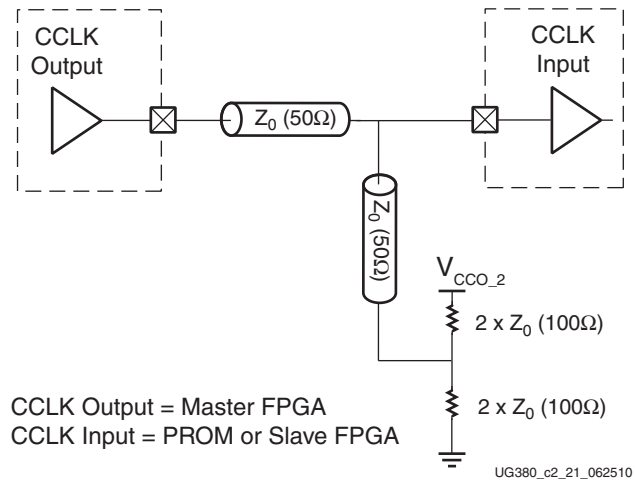 CCLK
Output
CCLK
Input
Z0 (50Ω)
Z0 (50Ω)
VCCO_2
2 x Z0 (100Ω)
2 x Z0 (100Ω)
CCLK Output = Master FPGA
CCLK Input = PROM or Slave FPGA
UG380_c2_21_062510